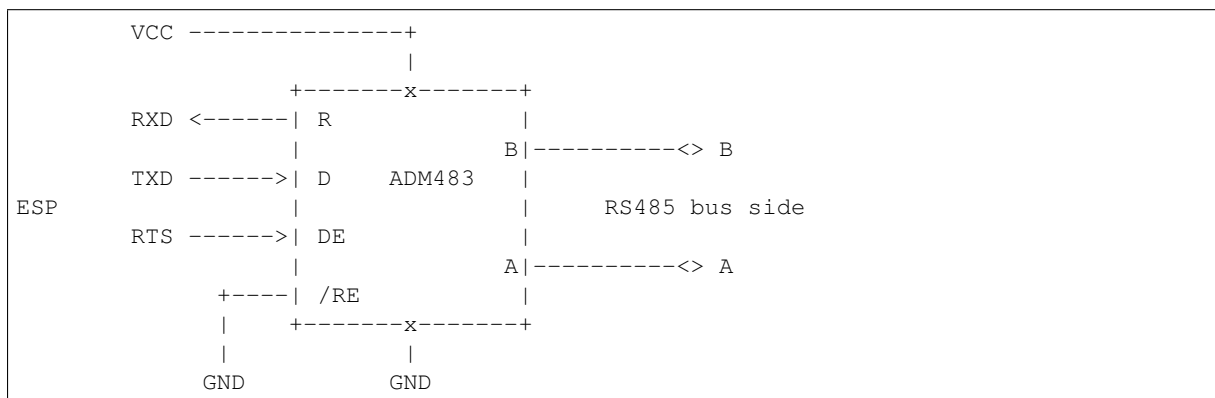 VCC ---------------+
|
+-------x-------+
RXD <------| R |
| B|----------<> B
TXD ------>| D ADM483 |
ESP | | RS485 bus side
RTS ------>| DE |
| A|----------<> A
+----| /RE |
| +-------x-------+
| |
GND GND